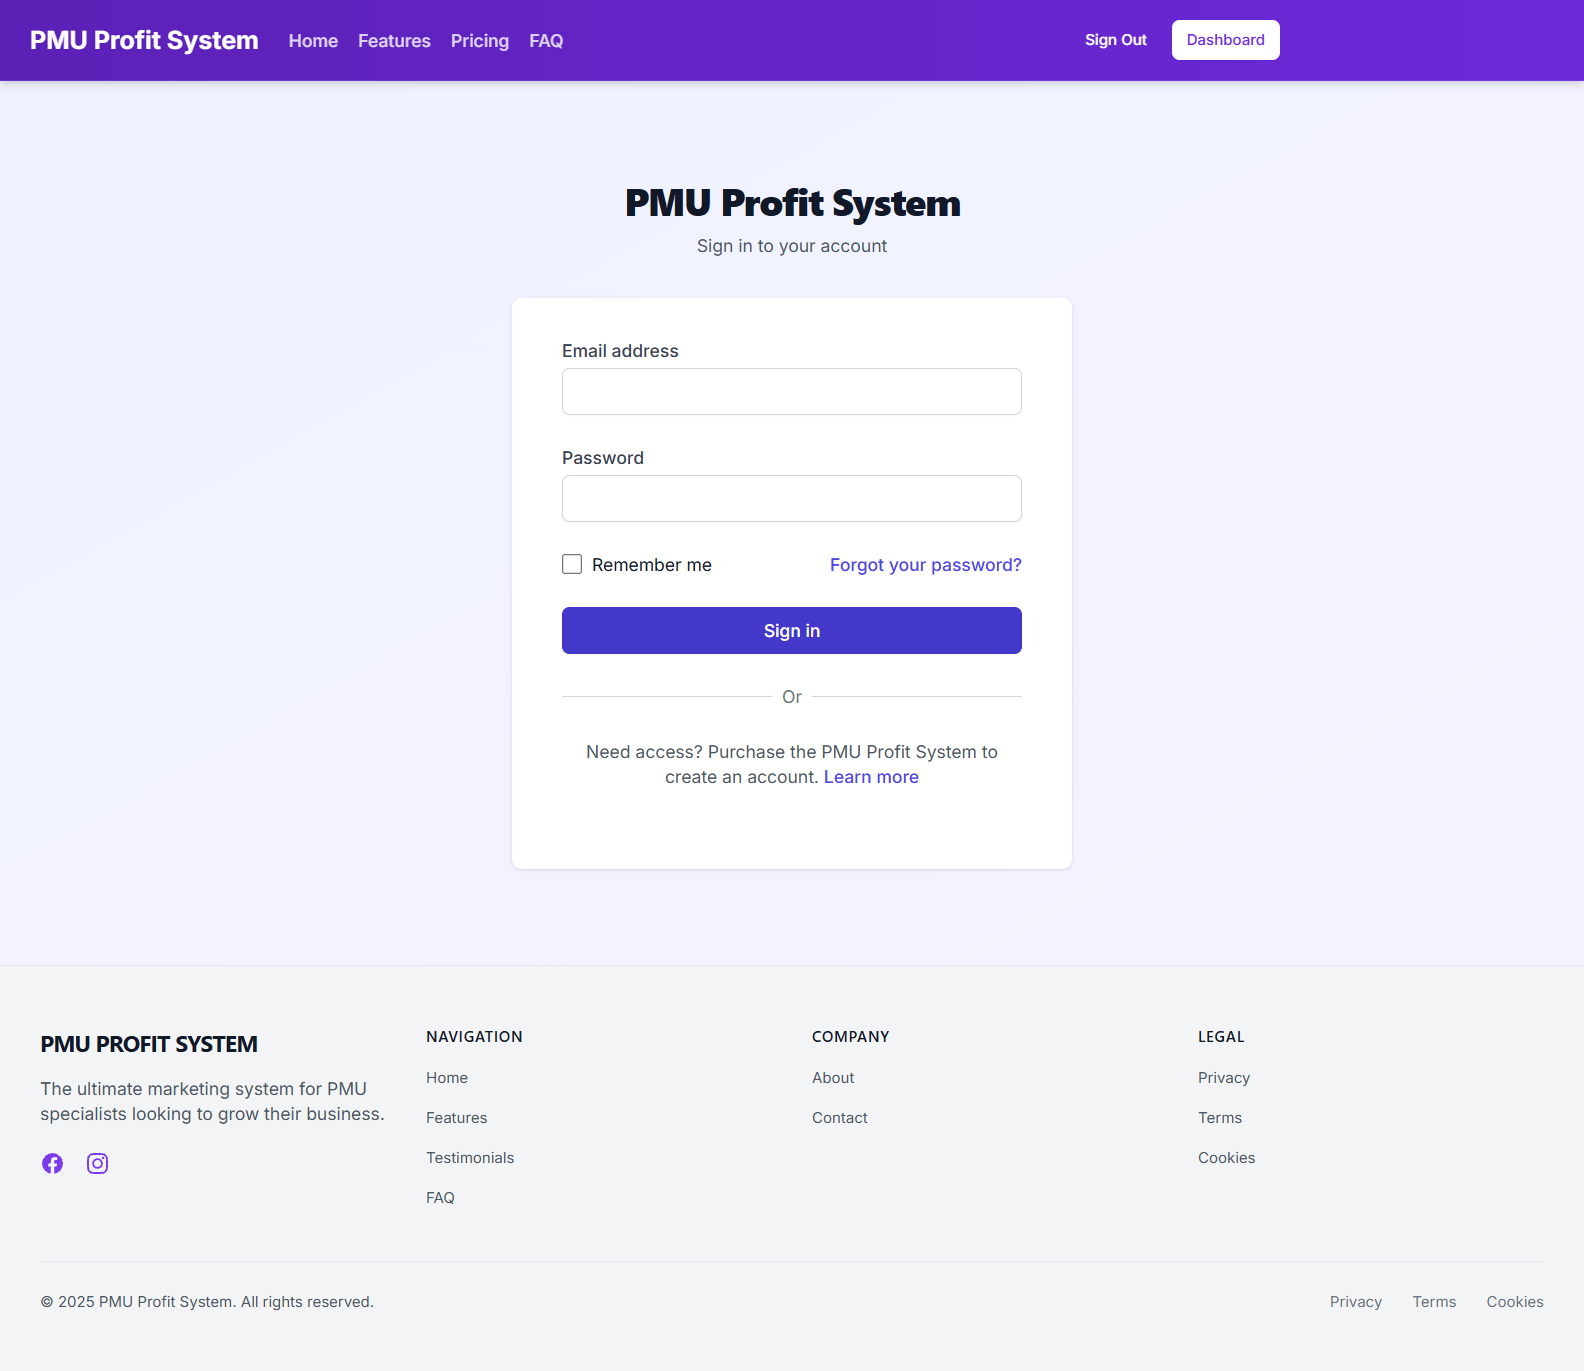 PMU Profit System
Home
Features
Pricing
FAQ
Sign Out
Dashboard
PMU Profit System
Sign in to your account
Email address
Password
Remember me
Forgot your password?
Sign in
Or
Need access? Purchase the PMU Profit System to
create an account. Learn more
PMU PROFIT SYSTEM
The ultimate marketing system for PMU
specialists looking to grow their business.
NAVIGATION
Home
Features
Testimonials
FAQ
COMPANY
About
Contact
LEGAL
Privacy
Terms
Cookies
© 2025 PMU Profit System. All rights reserved.
Privacy
Terms
Cookies